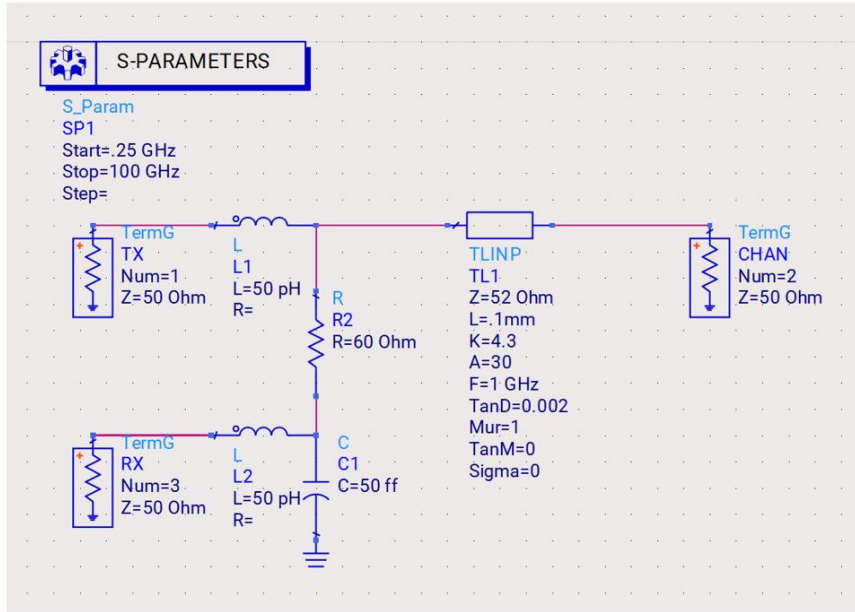 S-PARAMETERS
S_Param
SP1
Start=.25 GHz
Stop=100 GHz
Step=
TermG
TX
Num=1
Z=50 Ohm
L
L1
L=50 pH
R=
R
R2
R=60 Ohm
TLINP
TL1
Z=52 Ohm
L=.1mm
K=4.3
A=30
F=1 GHz
TanD=0.002
Mur=1
TanM=0
Sigma=0
TermG
CHAN
Num=2
Z=50 Ohm
TermG
RX
Num=3
Z=50 Ohm
L
L2
L=50 pH
R=
C
C1
C=50 ff